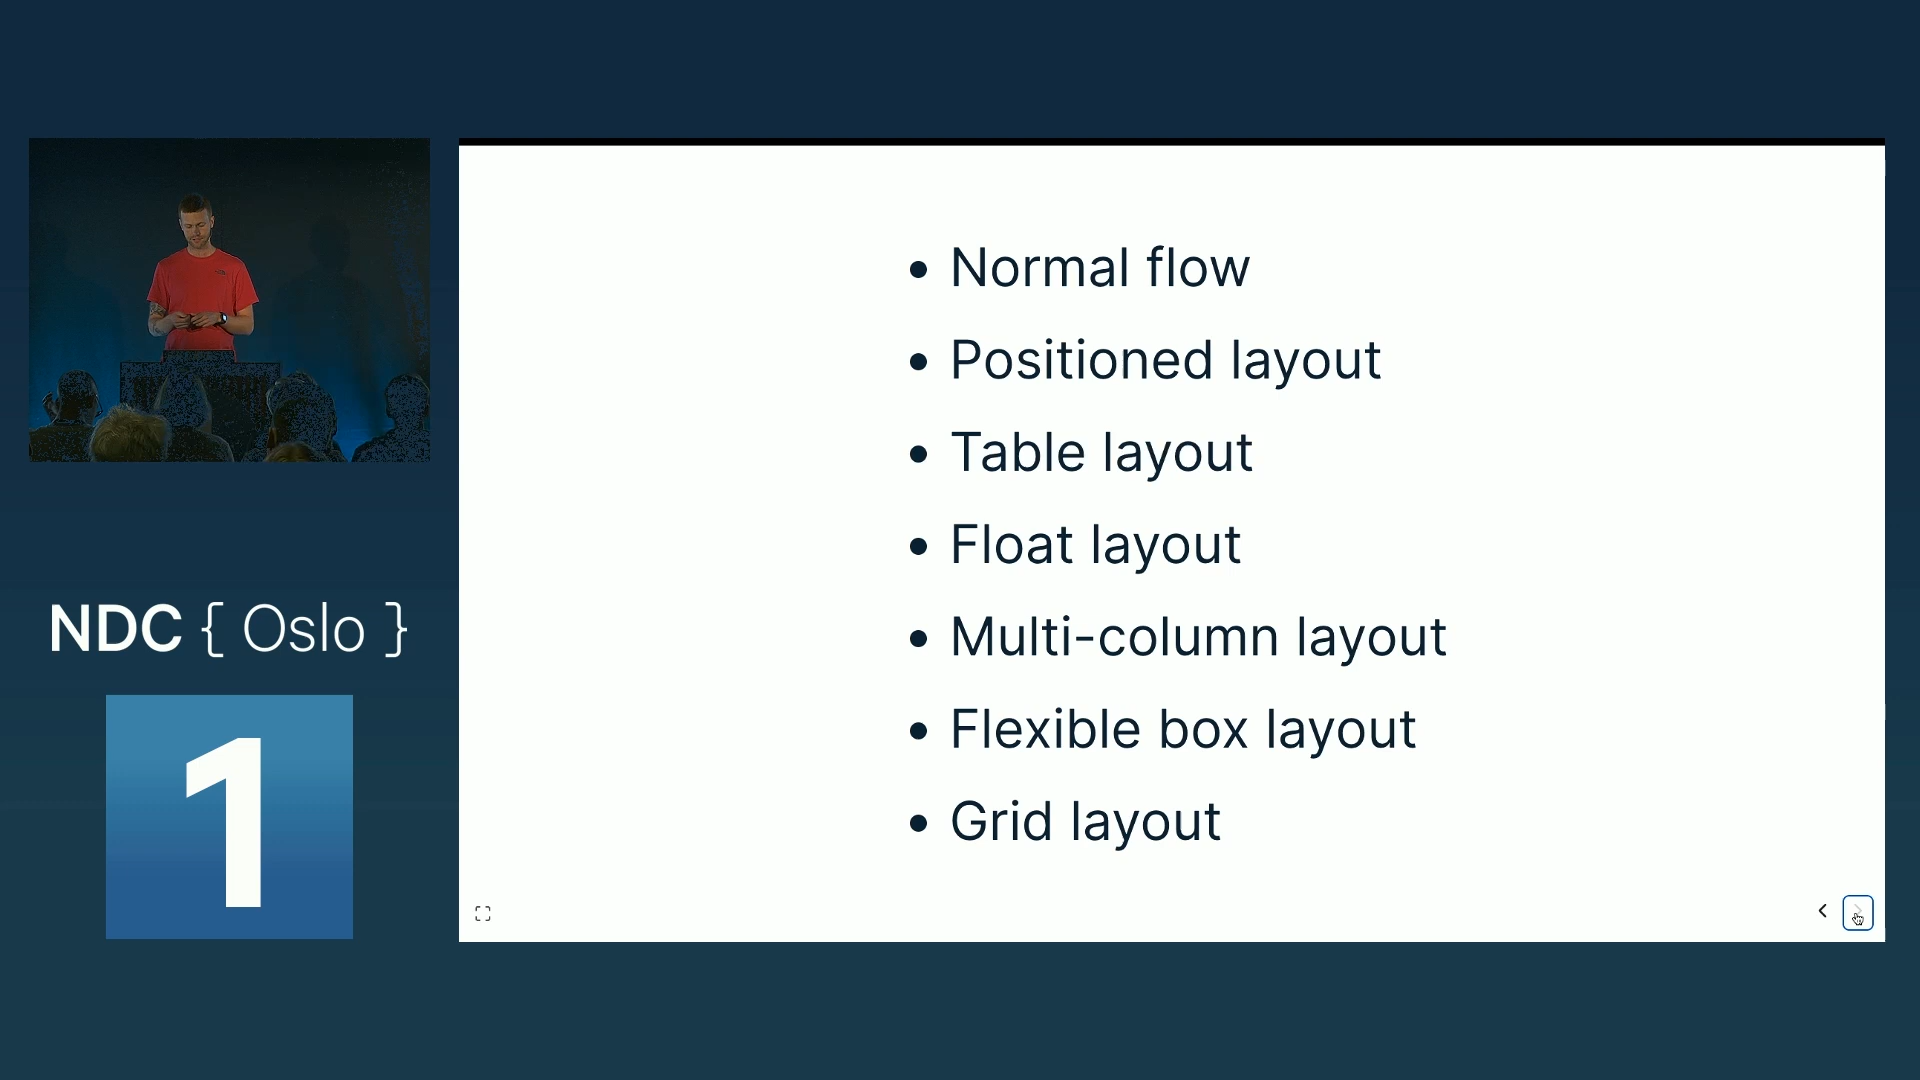 Normal flow
Positioned layout
Table layout
Float layout
Multi-column layout
Flexible box layout
Grid layout
NDC { Oslo }
1